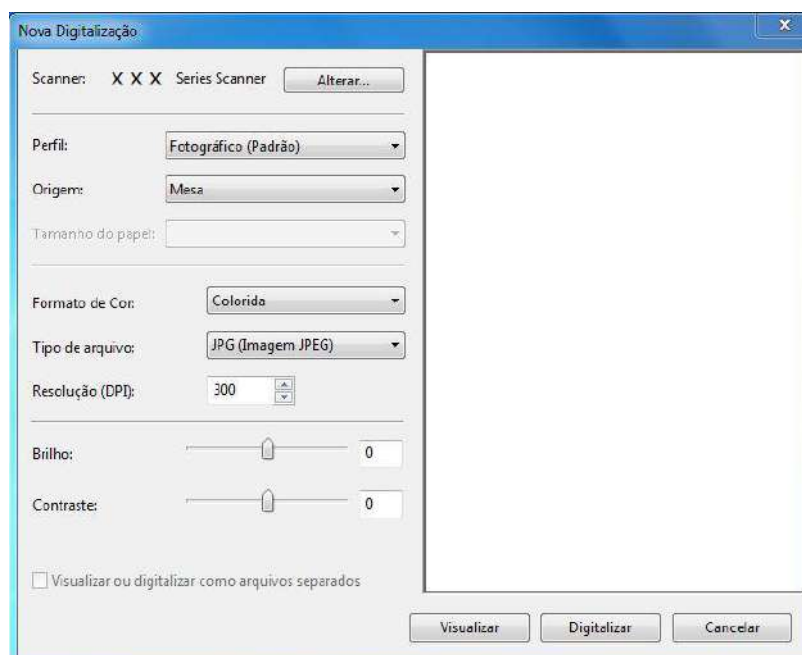 Nova Digitalização
x
Scanner: X X X Series Scanner Alterar...
Perfil: Fotográfico (Padrão)
Origem: Mesa
Tamanho do papel:
Formato de Cor: Colorida
Tipo de arquivo: JPG (Imagem JPEG)
Resolução (DPI): 300
Brilho: 0
Contraste: 0
Visualizar ou digitalizar como arquivos separados
Visualizar Digitalizar Cancelar